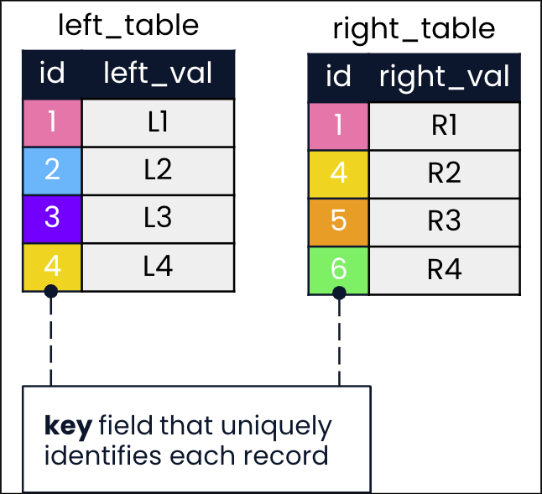 left_table
id left_val
1 L1
2 L2
3 L3
4 L4
right_table
id right_val
1 R1
4 R2
5 R3
6 R4
key field that uniquely
identifies each record